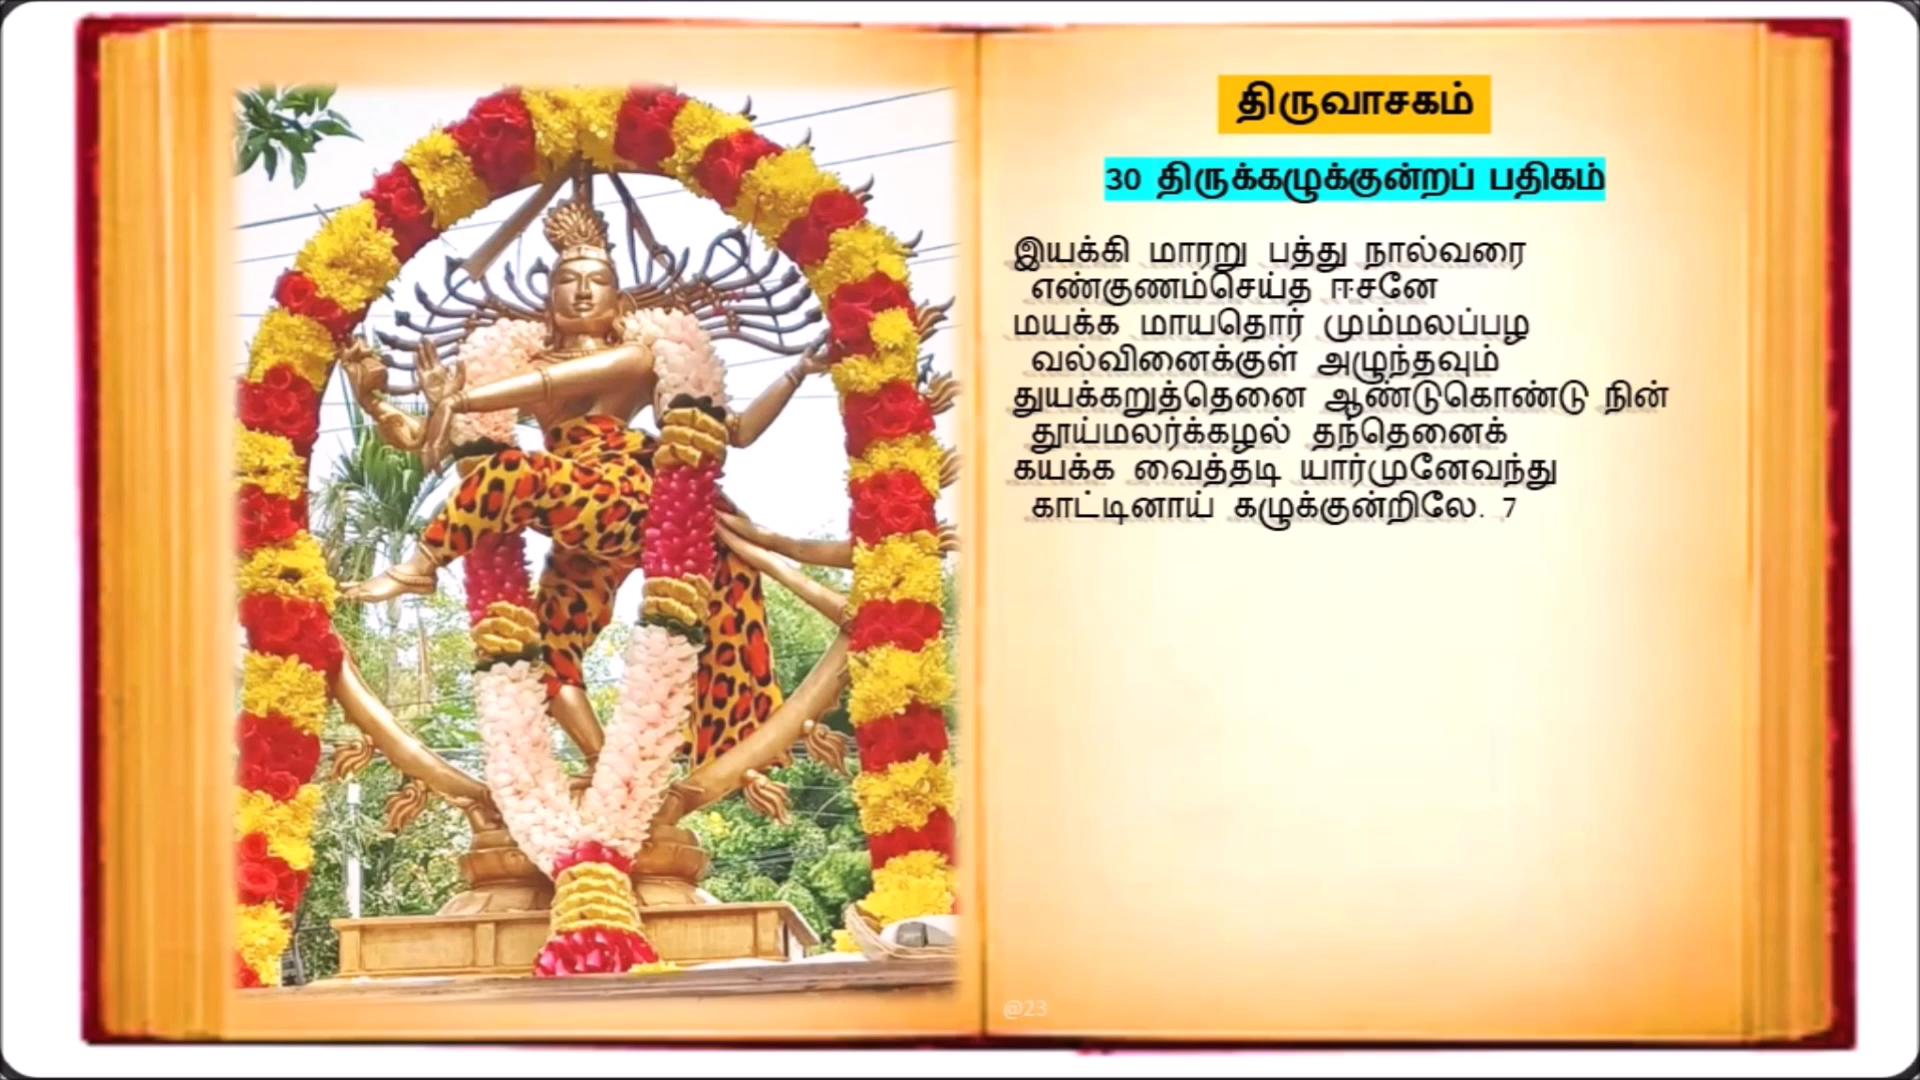 திருவாசகம்
30 திருக்கழுக்குன்றப் பதிகம்
இயக்கி மாரறு பத்து நால்வரை
எண்குணம்செய்த ஈசனே
மயக்க மாயதொர் மும்மலப்பழ
வல்வினைக்குள் அழுந்தவும்
துயக்கறுத்தெனை ஆண்டுகொண்டு நின்
தூய்மலர்க்கழல் தந்தெனைக்
கயக்க வைத்தடி யார்முனேவந்து
காட்டினாய் கழுக்குன்றிலே. 7
@23